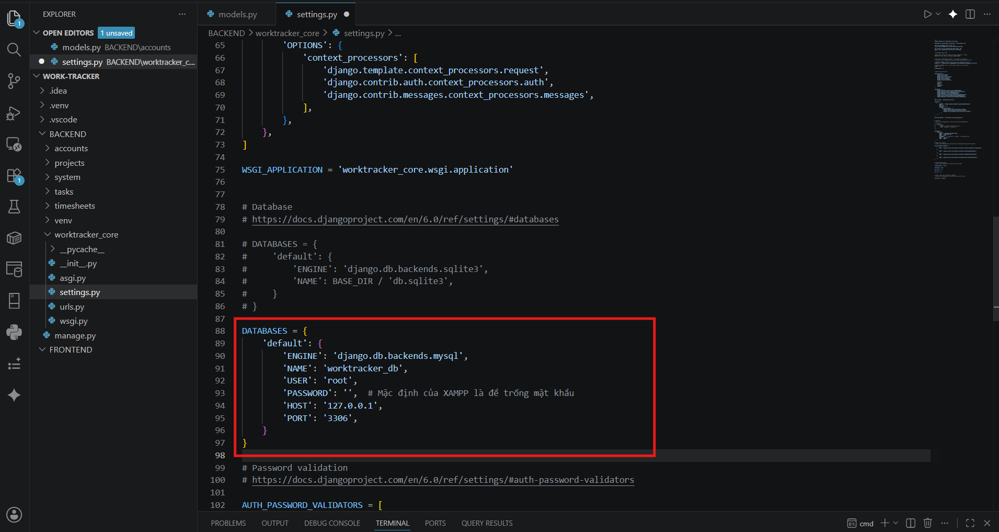 EXPLORER
OPEN EDITORS 1 unsaved
models.py BACKEND\accounts
settings.py BACKEND\worktracker_c...
WORK-TRACKER
.idea
.venv
.vscode
BACKEND
accounts
projects
system
tasks
timesheets
venv
worktracker_core
__pycache__
__init__.py
asgi.py
settings.py
urls.py
wsgi.py
manage.py
FRONTEND
1
1
models.py
settings.py
BACKEND > worktracker_core > settings.py > ...
65 'OPTIONS': {
66 'context_processors': [
67 'django.template.context_processors.request',
68 'django.contrib.auth.context_processors.auth',
69 'django.contrib.messages.context_processors.messages',
70 ],
71 },
72 },
73 ]
74
75 WSGI_APPLICATION = 'worktracker_core.wsgi.application'
76
77
78 # Database
79 # https://docs.djangoproject.com/en/6.0/ref/settings/#databases
80
81 # DATABASES = {
82 #     'default': {
83 #         'ENGINE': 'django.db.backends.sqlite3',
84 #         'NAME': BASE_DIR / 'db.sqlite3',
85 #     }
86 # }
87
88 DATABASES = {
89 'default': {
90 'ENGINE': 'django.db.backends.mysql',
91 'NAME': 'worktracker_db',
92 'USER': 'root',
93 'PASSWORD': '',  # Mặc định của XAMPP là để trống mật khẩu
94 'HOST': '127.0.0.1',
95 'PORT': '3306',
96 }
97 }
98
99 # Password validation
100 # https://docs.djangoproject.com/en/6.0/ref/settings/#auth-password-validators
101
102 AUTH_PASSWORD_VALIDATORS = [
PROBLEMS OUTPUT DEBUG CONSOLE TERMINAL PORTS QUERY RESULTS
cmd